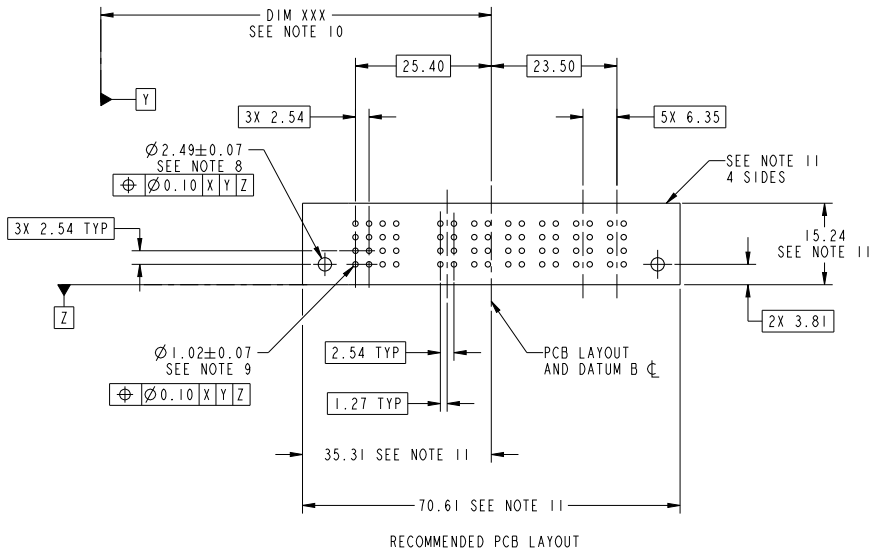 DIM XXX
SEE NOTE 10
25.40
23.50
Y
3X 2.54
5X 6.35
Ø2.49±0.07
SEE NOTE 8
⌖ Ø0.10 X Y Z
SEE NOTE 11
4 SIDES
3X 2.54 TYP
15.24
SEE NOTE 11
Z
2X 3.81
Ø1.02±0.07
SEE NOTE 9
⌖ Ø0.10 X Y Z
2.54 TYP
PCB LAYOUT
AND DATUM B ℄
1.27 TYP
35.31 SEE NOTE 11
70.61 SEE NOTE 11
RECOMMENDED PCB LAYOUT